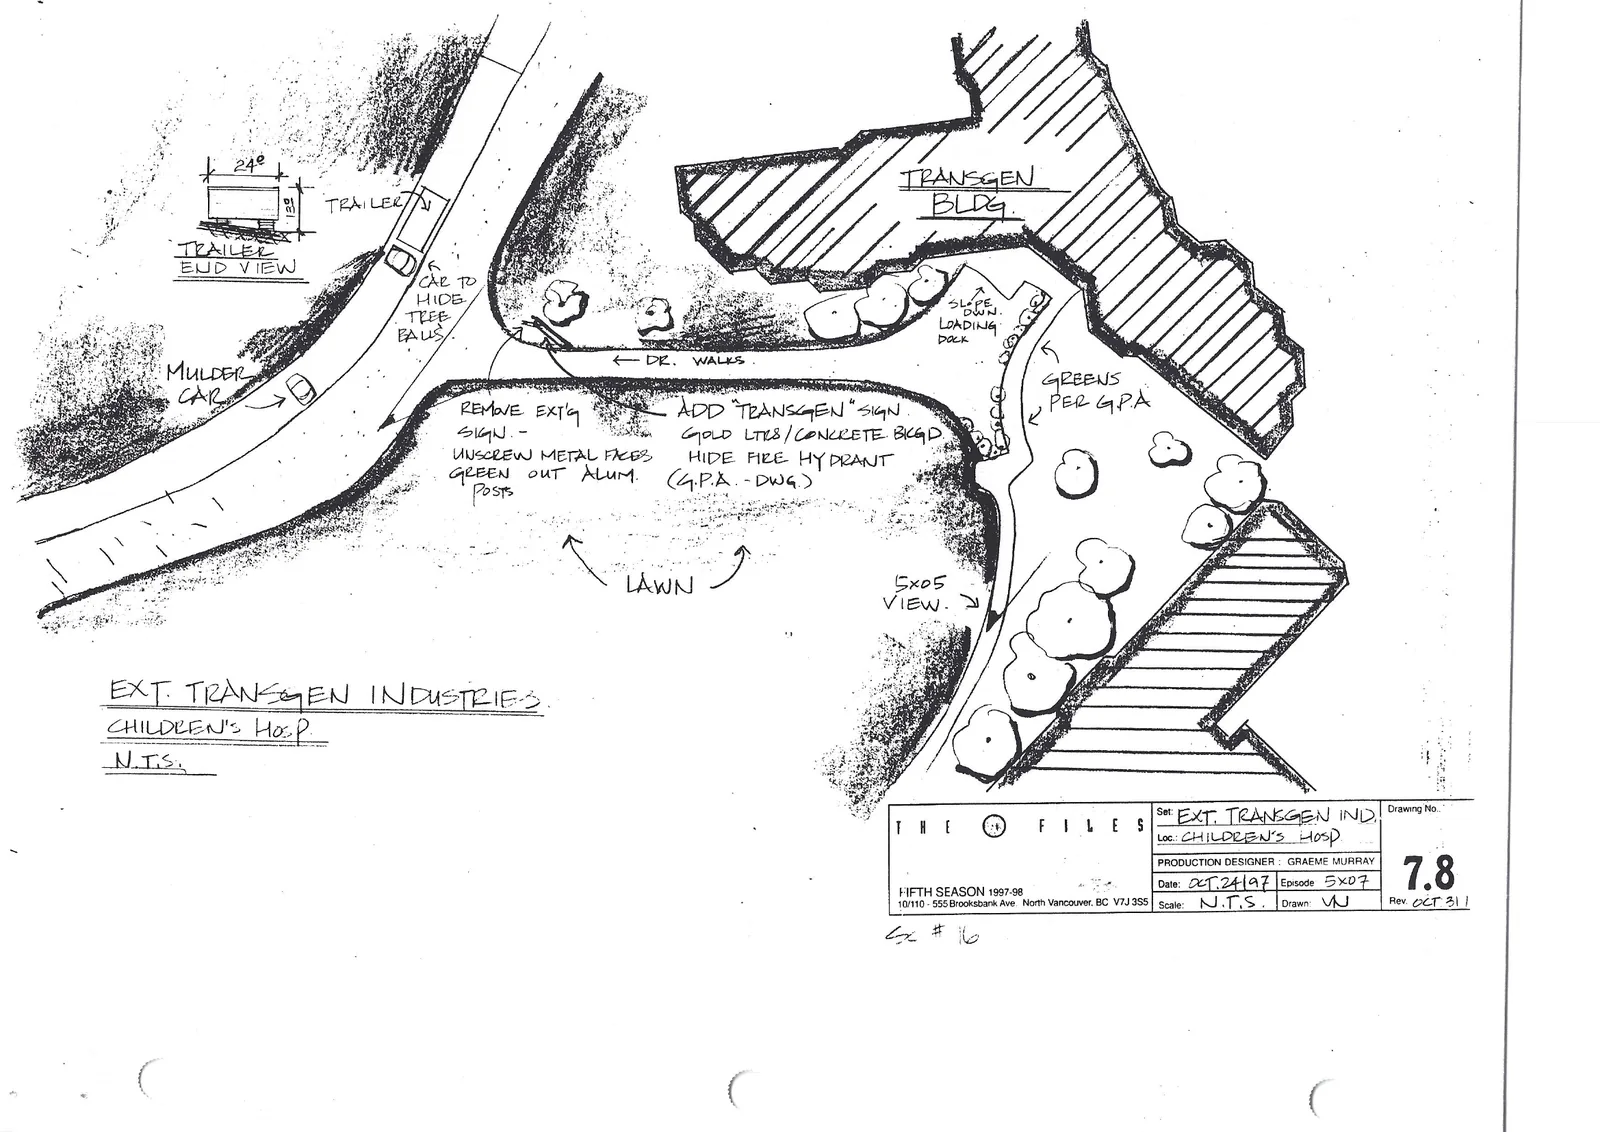 24⁰
13⁰
TRAILER
END VIEW
TRAILER
CAR TO
HIDE
TREE
BALLS.
MULDER
CAR
TRANSGEN
BLDG.
SLOPE
DWN.
LOADING
DOCK
← DR. WALKS
GREENS
PER G.P.A
REMOVE EXT'G
SIGN. -
UNSCREW METAL FACES
GREEN OUT ALUM.
POSTS
ADD "TRANSGEN" SIGN.
GOLD LTRS/CONCRETE BKGD.
HIDE FIRE HYDRANT
(G.P.A. - DWG.)
LAWN
5X05
VIEW.
EXT. TRANSGEN INDUSTRIES
CHILDREN'S HOSP.
N.T.S.
THE X FILES
FIFTH SEASON 1997-98
10/110 - 555 Brooksbank Ave. North Vancouver. BC V7J 3S5
Set: EXT. TRANSGEN IND.
Loc.: CHILDREN'S HOSP
PRODUCTION DESIGNER : GRAEME MURRAY
Date: OCT. 24/97 Episode 5X07
Scale: N.T.S. Drawn: VN
Drawing No.
7.8
Rev. OCT 31
Sc # 16